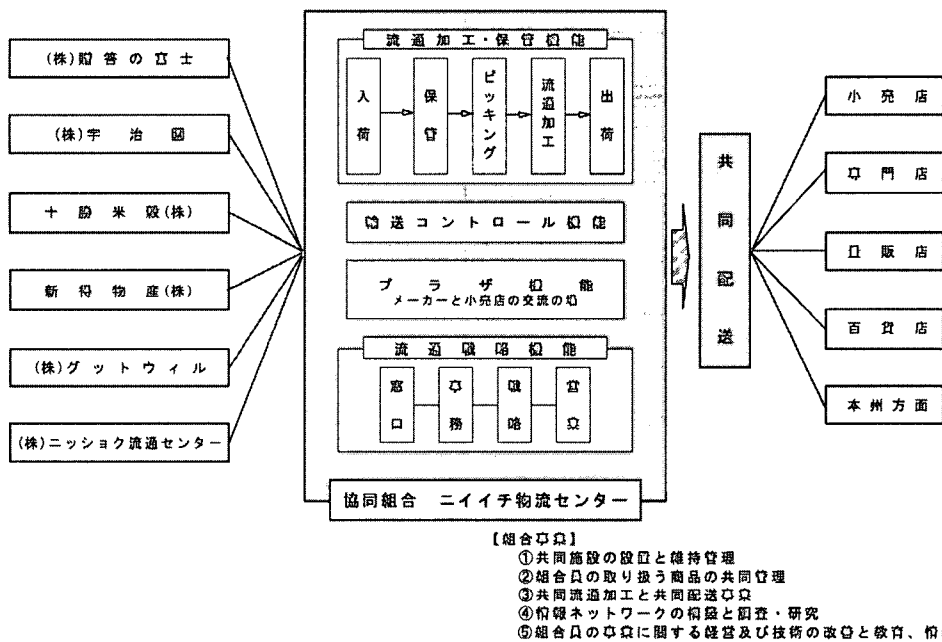 (株)贈答の富士
(株)宇治園
十勝米穀(株)
新得物産(株)
(株)グットウィル
(株)ニッショク流通センター
流通加工・保管機能
入荷
保管
ピッキング
流通加工
出荷
輸送コントロール機能
プラザ機能
メーカーと小売店の交流の場
流通戦略機能
窓口
事務
戦略
営業
協同組合 ニイイチ物流センター
共同配送
小売店
専門店
量販店
百貨店
本州方面
【組合事業】
①共同施設の設置と維持管理
②組合員の取り扱う商品の共同管理
③共同流通加工と共同配送事業
④情報ネットワークの構築と調査・研究
⑤組合員の事業に関する経営及び技術の改善と教育、情